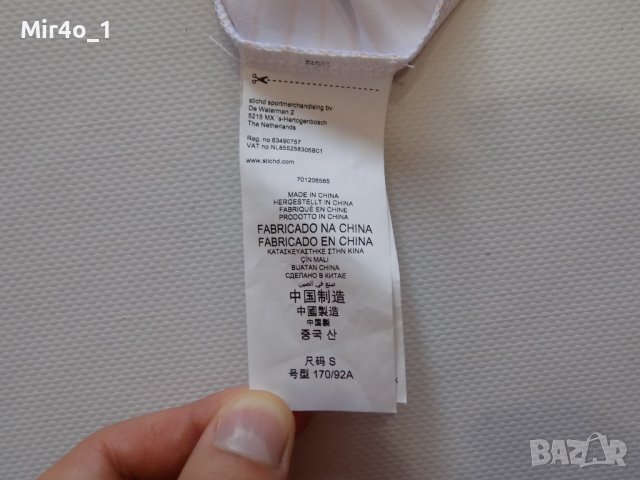 Mir4o_1
stichd sportmerchandising bv
De Waterman 2
5215 MX 's-Hertogenbosch
The Netherlands
Reg. no 63490757
VAT no NL855258305B01
www.stichd.com
701206565
MADE IN CHINA
HERGESTELLT IN CHINA
FABRIQUÉ EN CHINE
PRODOTTO IN CHINA
FABRICADO NA CHINA
FABRICADO EN CHINA
ΚΑΤΑΣΚΕΥΑΣΤΗΚΕ ΣΤΗΝ ΚΙΝΑ
ÇİN MALI
BUATAN CHINA
СДЕЛАНО В КИТАЕ
صنع في الصين
中国制造
中國製造
中国製
중국 산
尺码 S
号型 170/92A
BAZAR